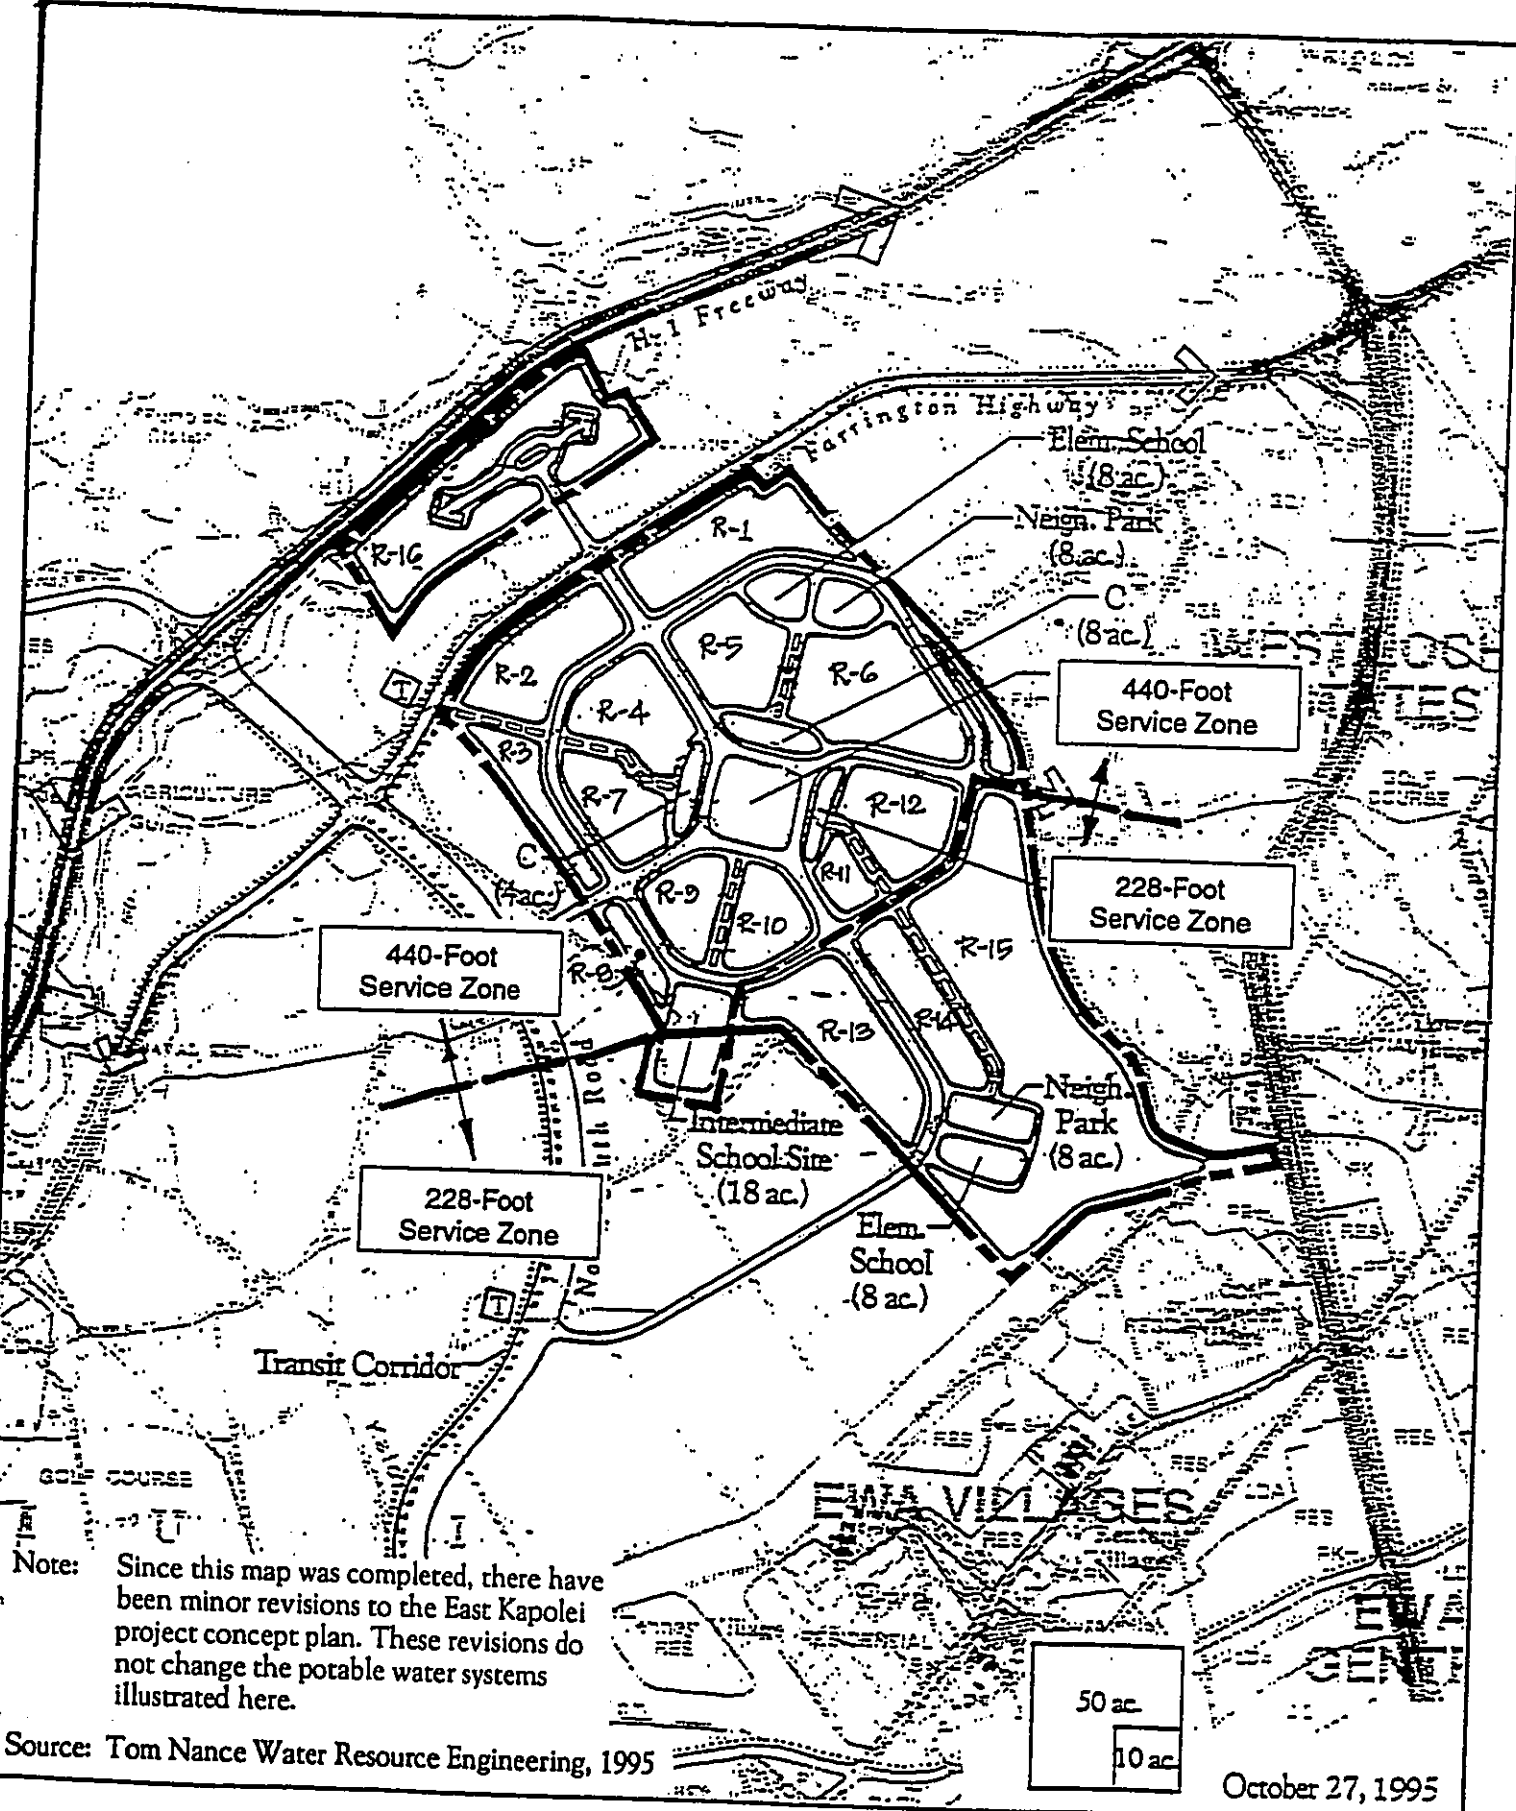 H-1 Freeway
Farrington Highway
Elem. School
(8 ac.)
Neign. Park
(8 ac.)
C
(8 ac.)
440-Foot
Service Zone
228-Foot
Service Zone
R-16
R-1
R-2
R-5
R-6
R-4
R-3
R-7
R-12
R-11
R-9
R-10
R-8
R-15
R-13
R-14
T
AGRICULTURE
C
(4 ac.)
440-Foot
Service Zone
228-Foot
Service Zone
Intermediate
School Site
(18 ac.)
Neigh.
Park
(8 ac.)
Elem.
School
(8 ac.)
Road
T
Transit Corridor
GOLF COURSE
Note: Since this map was completed, there have
been minor revisions to the East Kapolei
project concept plan. These revisions do
not change the potable water systems
illustrated here.
Source: Tom Nance Water Resource Engineering, 1995
50 ac.
10 ac.
October 27, 1995